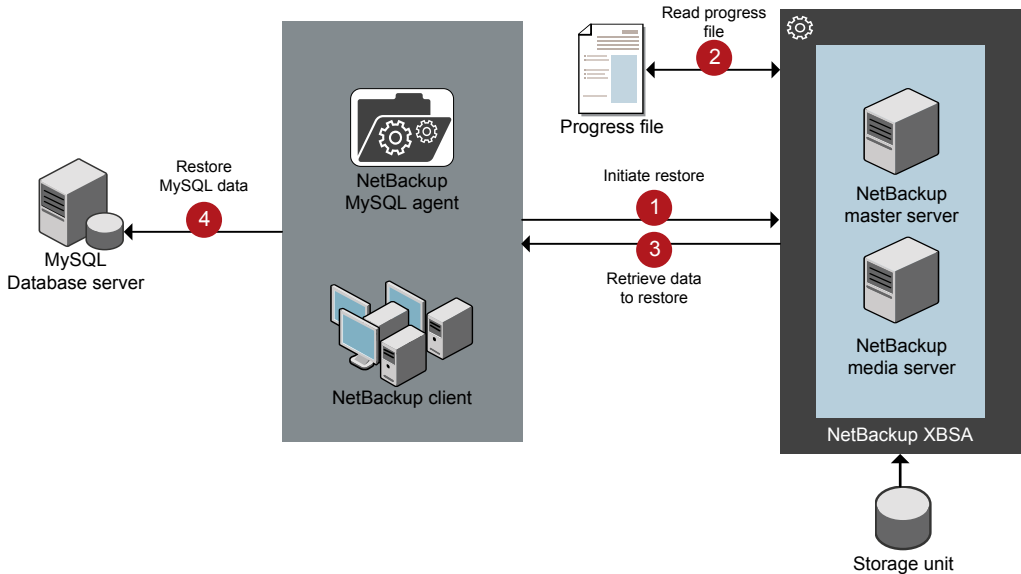 Read progress
file
2
Progress file
NetBackup
MySQL agent
Restore
MySQL data
4
MySQL
Database server
Initiate restore
1
3
Retrieve data
to restore
NetBackup client
NetBackup
master server
NetBackup
media server
NetBackup XBSA
Storage unit